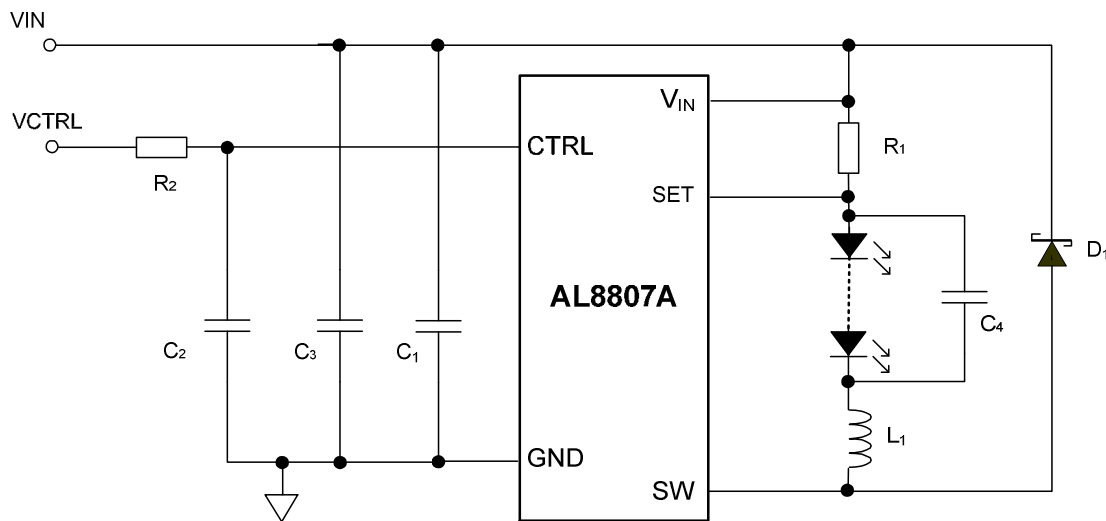 VIN
VCTRL
R2
C2
C3
C1
VIN
CTRL
SET
AL8807A
GND
SW
R1
C4
L1
D1